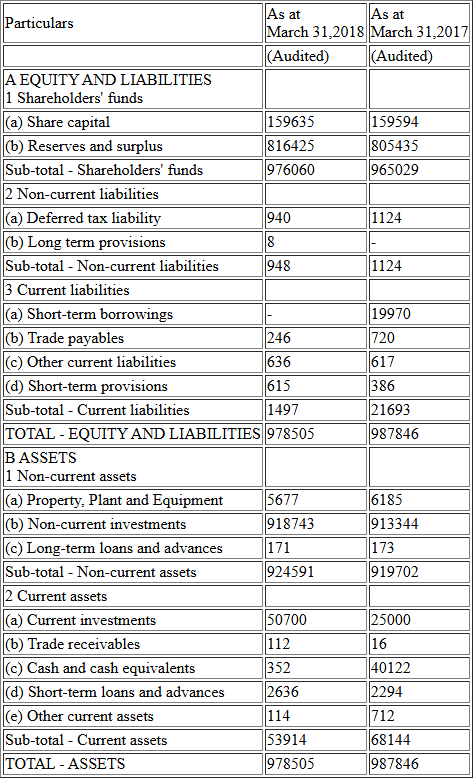 Particulars As at March 31,2018 As at March 31,2017
(Audited) (Audited)
A EQUITY AND LIABILITIES
1 Shareholders' funds
(a) Share capital 159635 159594
(b) Reserves and surplus 816425 805435
Sub-total - Shareholders' funds 976060 965029
2 Non-current liabilities
(a) Deferred tax liability 940 1124
(b) Long term provisions 8 -
Sub-total - Non-current liabilities 948 1124
3 Current liabilities
(a) Short-term borrowings - 19970
(b) Trade payables 246 720
(c) Other current liabilities 636 617
(d) Short-term provisions 615 386
Sub-total - Current liabilities 1497 21693
TOTAL - EQUITY AND LIABILITIES 978505 987846
B ASSETS
1 Non-current assets
(a) Property, Plant and Equipment 5677 6185
(b) Non-current investments 918743 913344
(c) Long-term loans and advances 171 173
Sub-total - Non-current assets 924591 919702
2 Current assets
(a) Current investments 50700 25000
(b) Trade receivables 112 16
(c) Cash and cash equivalents 352 40122
(d) Short-term loans and advances 2636 2294
(e) Other current assets 114 712
Sub-total - Current assets 53914 68144
TOTAL - ASSETS 978505 987846